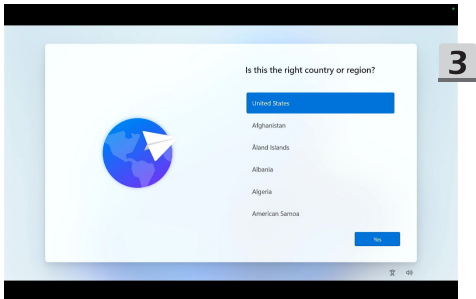 Is this the right country or region?
3
United States
Afghanistan
Åland Islands
Albania
Algeria
American Samoa
Yes